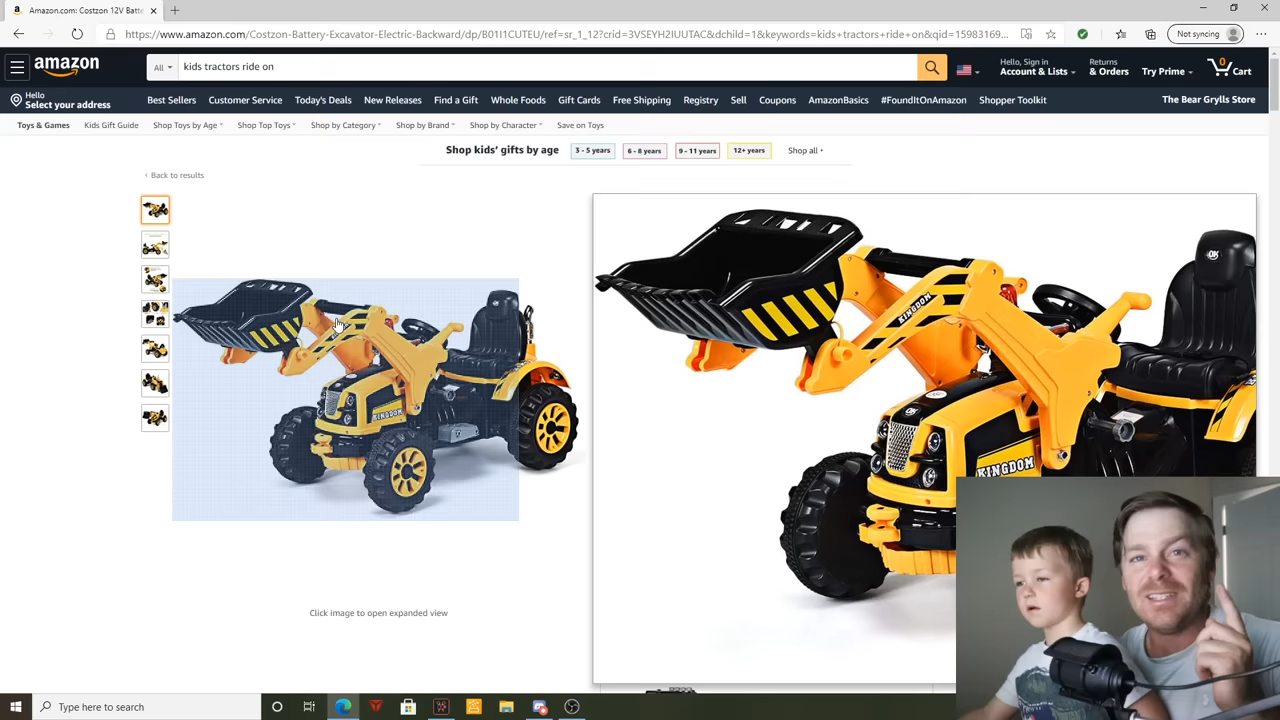 Amazon.com: Costzon 12V Batte
https://www.amazon.com/Costzon-Battery-Excavator-Electric-Backward/dp/B01I1CUTEU/ref=sr_1_12?crid=3VSEYH2IUUTAC&dchild=1&keywords=kids+tractors+ride+on&qid=15983169...
Not syncing
amazon
All
kids tractors ride on
Hello, Sign in
Account & Lists
Returns
& Orders
Try Prime
0
Cart
Hello
Select your address
Best Sellers
Customer Service
Today's Deals
New Releases
Find a Gift
Whole Foods
Gift Cards
Free Shipping
Registry
Sell
Coupons
AmazonBasics
#FoundItOnAmazon
Shopper Toolkit
The Bear Grylls Store
Toys & Games
Kids Gift Guide
Shop Toys by Age
Shop Top Toys
Shop by Category
Shop by Brand
Shop by Character
Save on Toys
Shop kids' gifts by age
3 - 5 years
6 - 8 years
9 - 11 years
12+ years
Shop all ›
‹ Back to results
KINGDOM
KINGDOM
KINGDOM
Click image to open expanded view
Type here to search